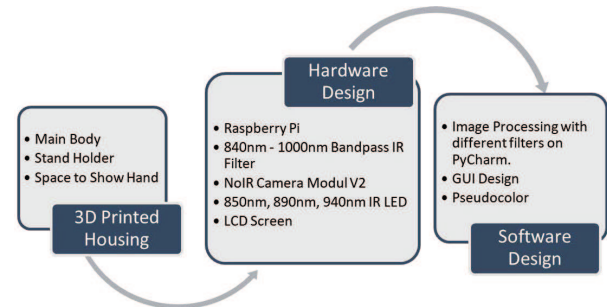 Main Body
Stand Holder
Space to Show Hand
3D Printed
Housing
Hardware
Design
Raspberry Pi
840nm - 1000nm Bandpass IR
Filter
NoIR Camera Modul V2
850nm, 890nm, 940nm IR LED
LCD Screen
Image Processing with
different filters on
PyCharm.
GUI Design
Pseudocolor
Software
Design